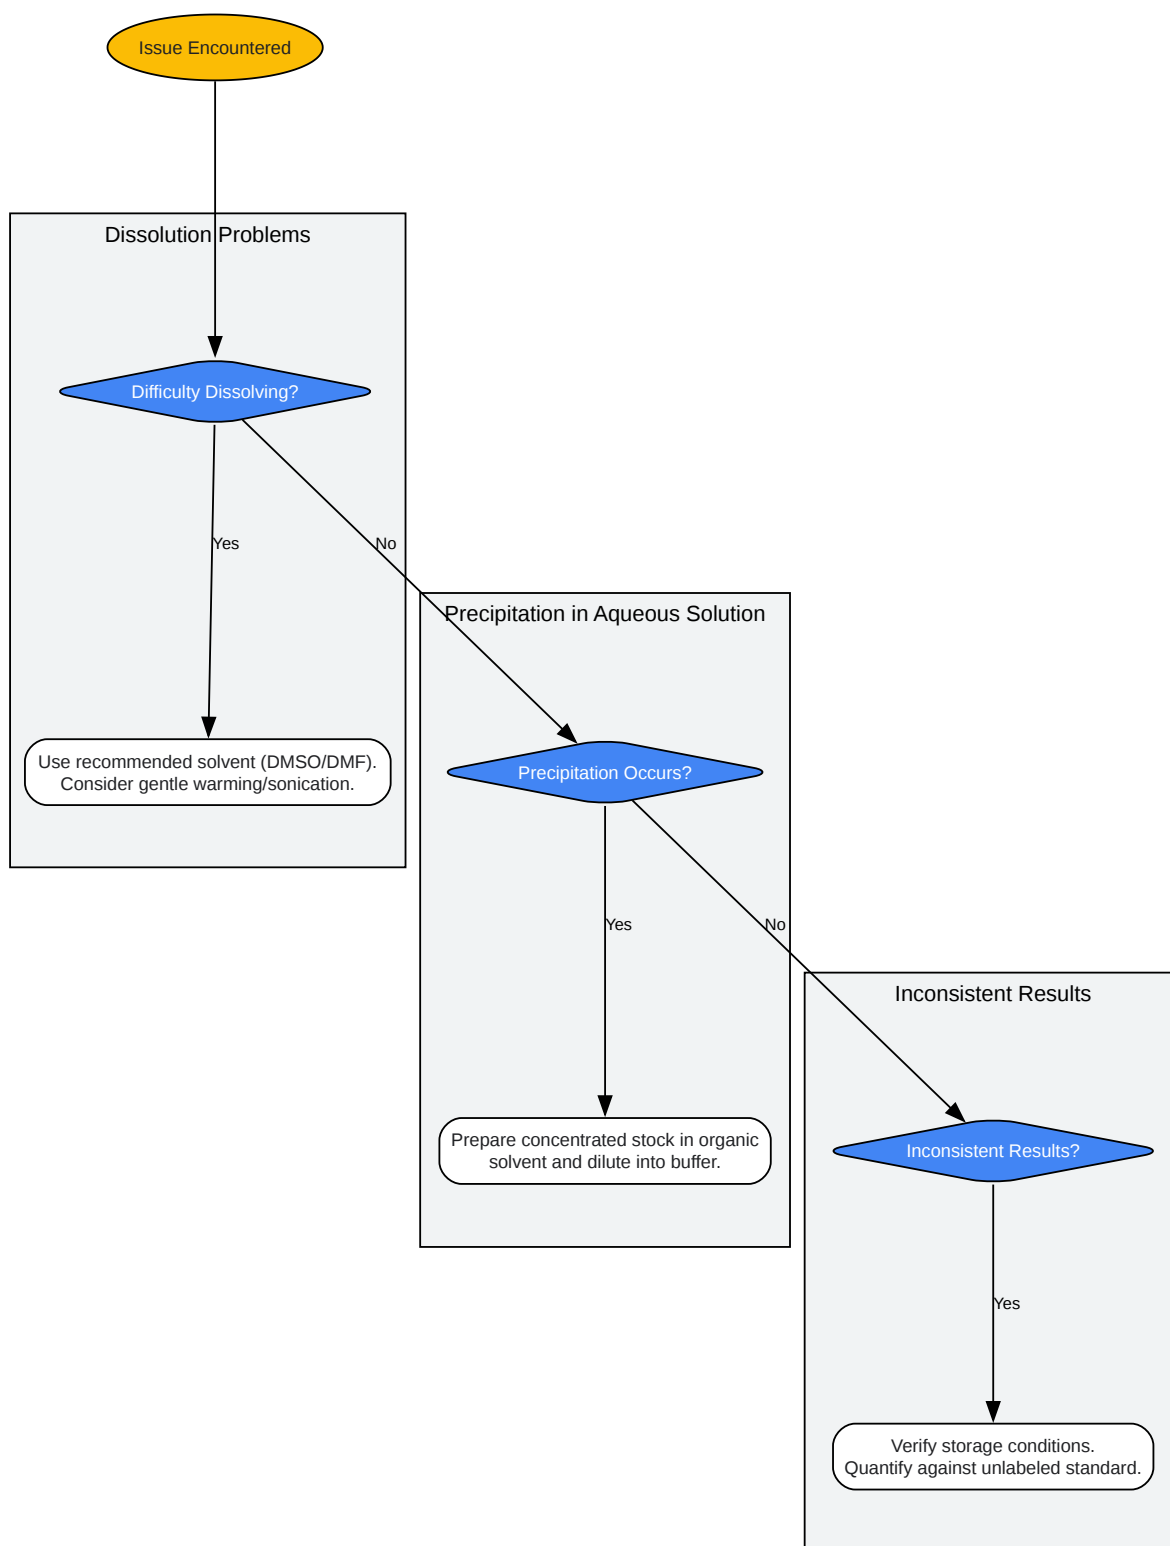 Issue Encountered
Dissolution Problems
Difficulty Dissolving?
Yes
No
Use recommended solvent (DMSO/DMF).
Consider gentle warming/sonication.
Precipitation in Aqueous Solution
Precipitation Occurs?
Yes
No
Prepare concentrated stock in organic
solvent and dilute into buffer.
Inconsistent Results
Inconsistent Results?
Yes
Verify storage conditions.
Quantify against unlabeled standard.